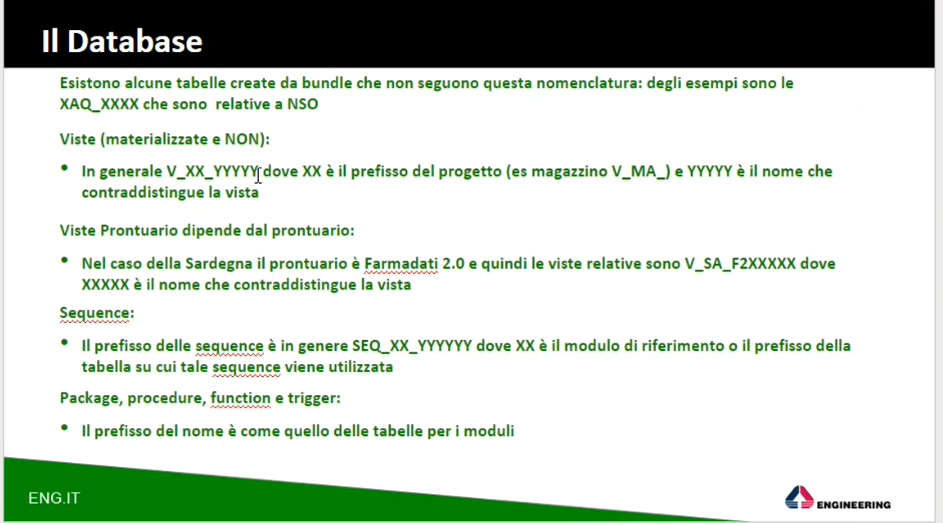 Il Database
Esistono alcune tabelle create da bundle che non seguono questa nomenclatura: degli esempi sono le
XAQ_XXXX che sono relative a NSO
Viste (materializzate e NON):
• In generale V_XX_YYYYY dove XX è il prefisso del progetto (es magazzino V_MA_) e YYYYY è il nome che
contraddistingue la vista
Viste Prontuario dipende dal prontuario:
• Nel caso della Sardegna il prontuario è Farmadati 2.0 e quindi le viste relative sono V_SA_F2XXXXX dove
XXXXX è il nome che contraddistingue la vista
Sequence:
• Il prefisso delle sequence è in genere SEQ_XX_YYYYYY dove XX è il modulo di riferimento o il prefisso della
tabella su cui tale sequence viene utilizzata
Package, procedure, function e trigger:
• Il prefisso del nome è come quello delle tabelle per i moduli
ENG.IT
ENGINEERING